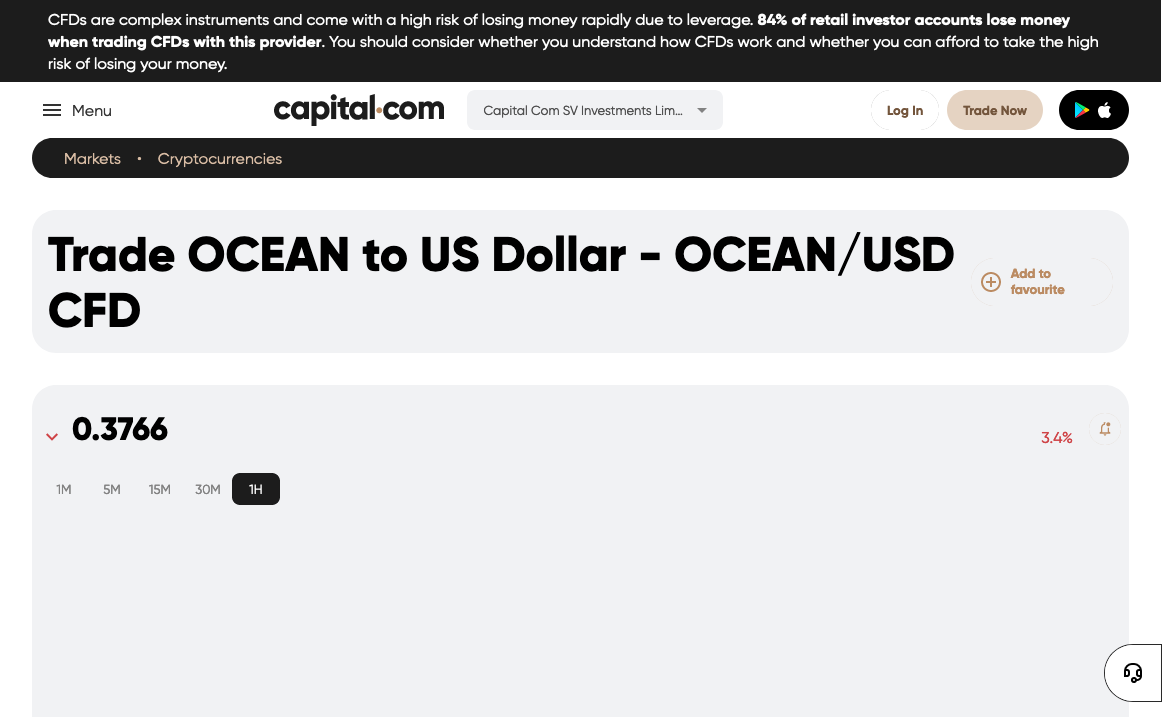 CFDs are complex instruments and come with a high risk of losing money rapidly due to leverage. 84% of retail investor accounts lose money
when trading CFDs with this provider. You should consider whether you understand how CFDs work and whether you can afford to take the high
risk of losing your money.
Menu
capital.com
Capital Com SV Investments Lim...
Log In
Trade Now
Markets • Cryptocurrencies
Trade OCEAN to US Dollar - OCEAN/USD
CFD
Add to
favourite
0.3766
3.4%
1M 5M 15M 30M 1H